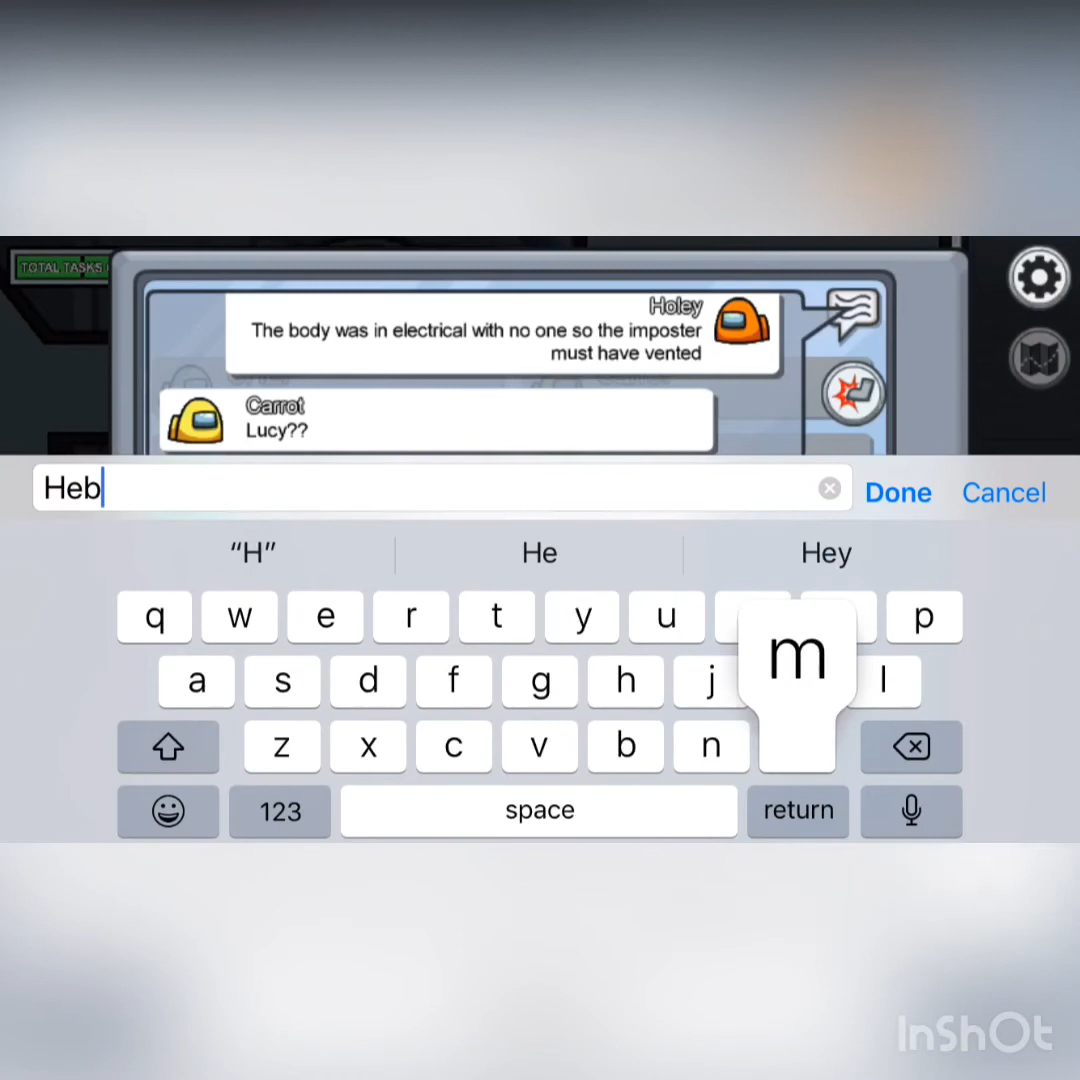 TOTAL TASKS
Holey
The body was in electrical with no one so the imposter
must have vented
Carrot
Lucy??
Heb
Done
Cancel
“H”
He
Hey
q w e r t y u p
m
a s d f g h j l
z x c v b n
123
space
return
InShOt